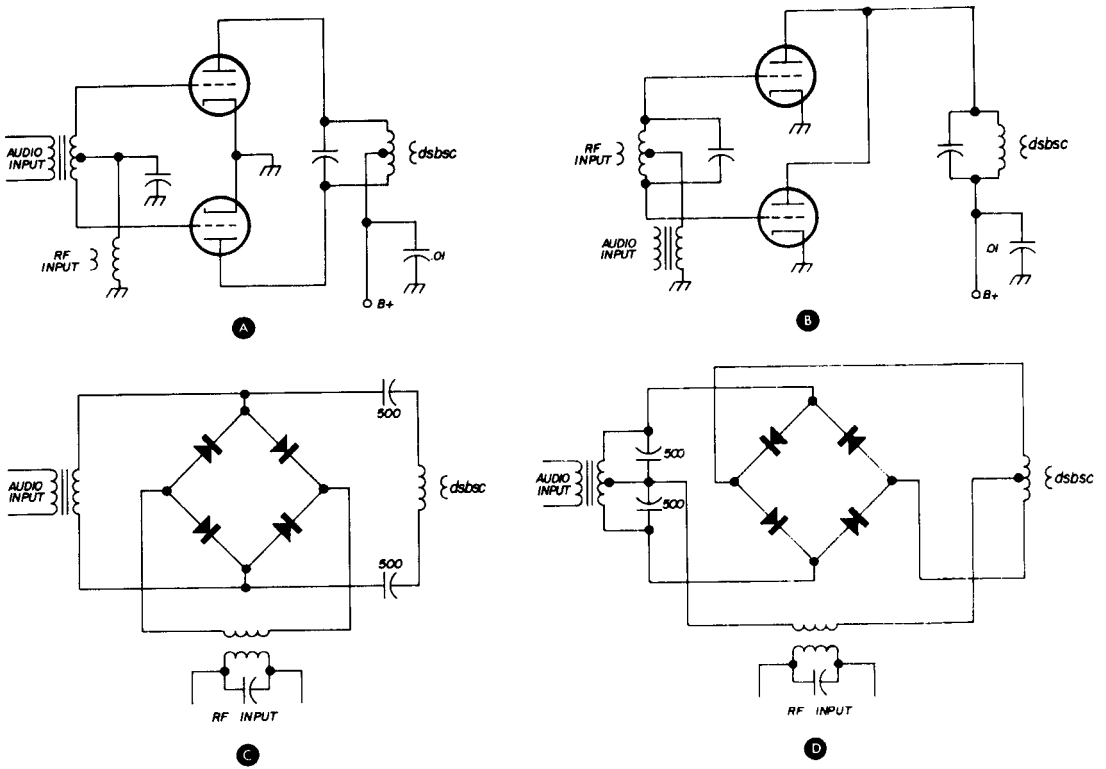 AUDIO
INPUT
RF
INPUT
dsbsc
.01
B+
A
RF
INPUT
AUDIO
INPUT
dsbsc
.01
B+
B
AUDIO
INPUT
500
500
dsbsc
RF INPUT
C
AUDIO
INPUT
500
500
dsbsc
RF INPUT
D